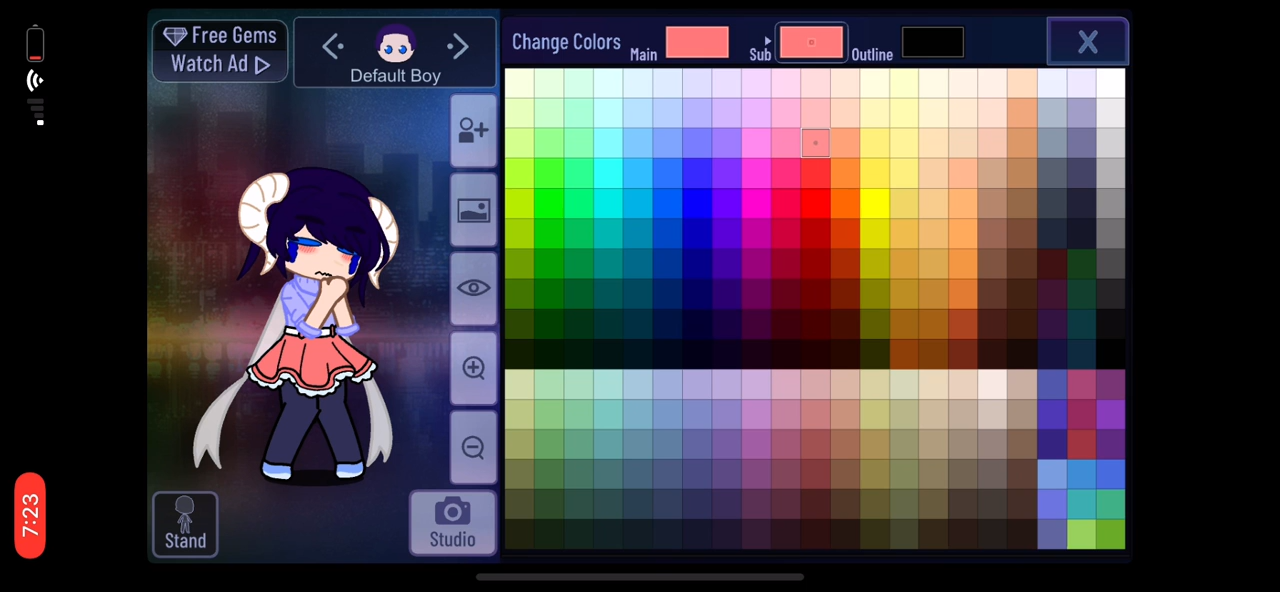 7:23
Free Gems
Watch Ad
Default Boy
Change Colors
Main
Sub
Outline
X
Stand
Studio